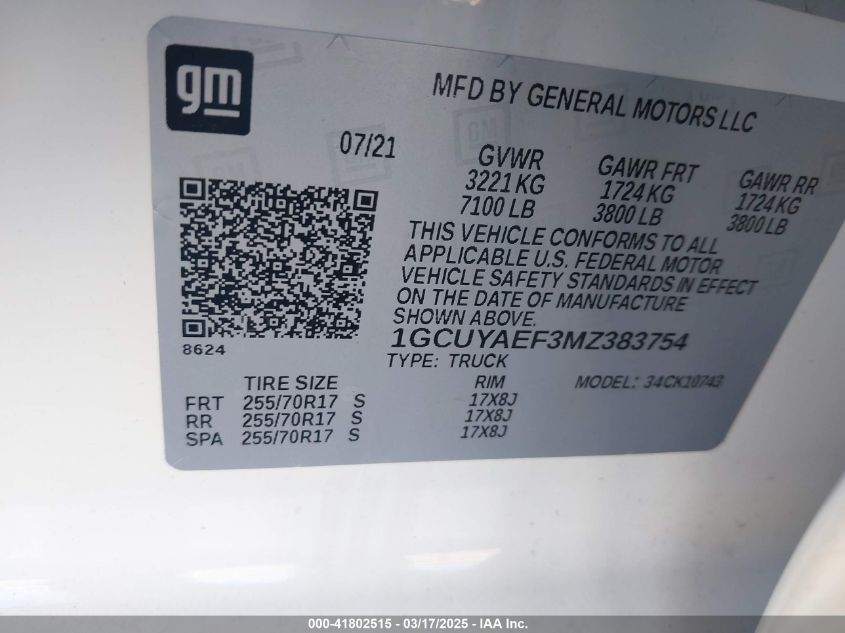 gm
MFD BY GENERAL MOTORS LLC
07/21
GVWR GAWR FRT GAWR RR
3221 KG 1724 KG 1724 KG
7100 LB 3800 LB 3800 LB
THIS VEHICLE CONFORMS TO ALL
APPLICABLE U.S. FEDERAL MOTOR
VEHICLE SAFETY STANDARDS IN EFFECT
ON THE DATE OF MANUFACTURE
SHOWN ABOVE.
8624
1GCUYAEF3MZ383754
TYPE: TRUCK
MODEL: 34CK10743
TIRE SIZE RIM
FRT 255/70R17 S 17X8J
RR 255/70R17 S 17X8J
SPA 255/70R17 S 17X8J
000-41802515 - 03/17/2025 - IAA Inc.